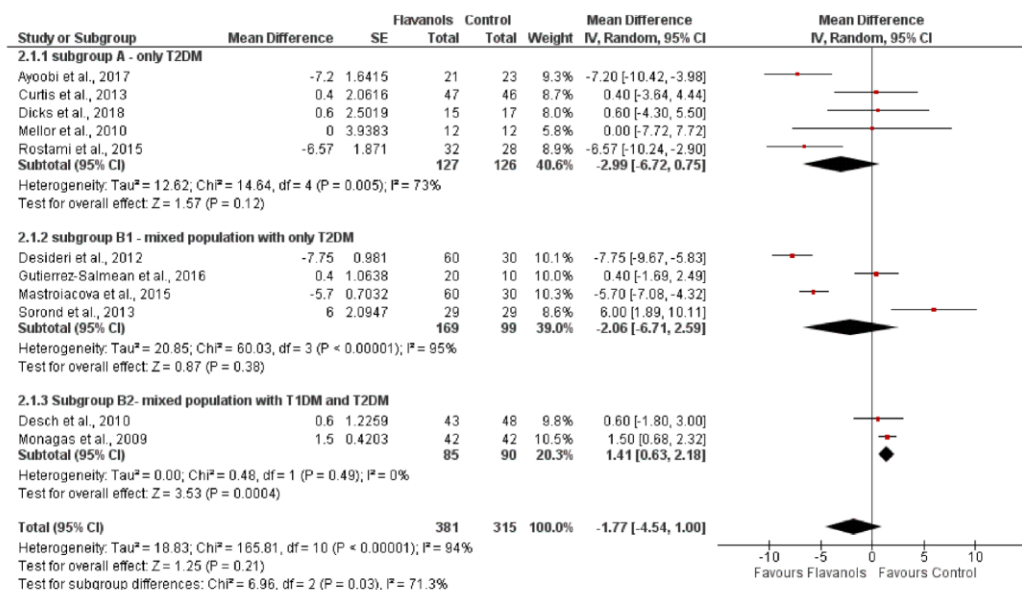 Flavanols Control Mean Difference Mean Difference
Study or Subgroup Mean Difference SE Total Total Weight IV, Random, 95% CI IV, Random, 95% CI
2.1.1 subgroup A - only T2DM
Ayoobi et al., 2017 -7.2 1.6415 21 23 9.3% -7.20 [-10.42, -3.98]
Curtis et al., 2013 0.4 2.0616 47 46 8.7% 0.40 [-3.64, 4.44]
Dicks et al., 2018 0.6 2.5019 15 17 8.0% 0.60 [-4.30, 5.50]
Mellor et al., 2010 0 3.9383 12 12 5.8% 0.00 [-7.72, 7.72]
Rostami et al., 2015 -6.57 1.871 32 28 8.9% -6.57 [-10.24, -2.90]
Subtotal (95% CI) 127 126 40.6% -2.99 [-6.72, 0.75]
Heterogeneity: Tau² = 12.62; Chi² = 14.64, df = 4 (P = 0.005); I² = 73%
Test for overall effect: Z = 1.57 (P = 0.12)
2.1.2 subgroup B1 - mixed population with only T2DM
Desideri et al., 2012 -7.75 0.981 60 30 10.1% -7.75 [-9.67, -5.83]
Gutierrez-Salmean et al., 2016 0.4 1.0638 20 10 10.0% 0.40 [-1.69, 2.49]
Mastroiacova et al., 2015 -5.7 0.7032 60 30 10.3% -5.70 [-7.08, -4.32]
Sorond et al., 2013 6 2.0947 29 29 8.6% 6.00 [1.89, 10.11]
Subtotal (95% CI) 169 99 39.0% -2.06 [-6.71, 2.59]
Heterogeneity: Tau² = 20.85; Chi² = 60.03, df = 3 (P < 0.00001); I² = 95%
Test for overall effect: Z = 0.87 (P = 0.38)
2.1.3 Subgroup B2- mixed population with T1DM and T2DM
Desch et al., 2010 0.6 1.2259 43 48 9.8% 0.60 [-1.80, 3.00]
Monagas et al., 2009 1.5 0.4203 42 42 10.5% 1.50 [0.68, 2.32]
Subtotal (95% CI) 85 90 20.3% 1.41 [0.63, 2.18]
Heterogeneity: Tau² = 0.00; Chi² = 0.48, df = 1 (P = 0.49); I² = 0%
Test for overall effect: Z = 3.53 (P = 0.0004)
Total (95% CI) 381 315 100.0% -1.77 [-4.54, 1.00]
Heterogeneity: Tau² = 18.83; Chi² = 165.81, df = 10 (P < 0.00001); I² = 94%
Test for overall effect: Z = 1.25 (P = 0.21)
Test for subgroup differences: Chi² = 6.96, df = 2 (P = 0.03), I² = 71.3%
-10 -5 0 5 10
Favours Flavanols Favours Control